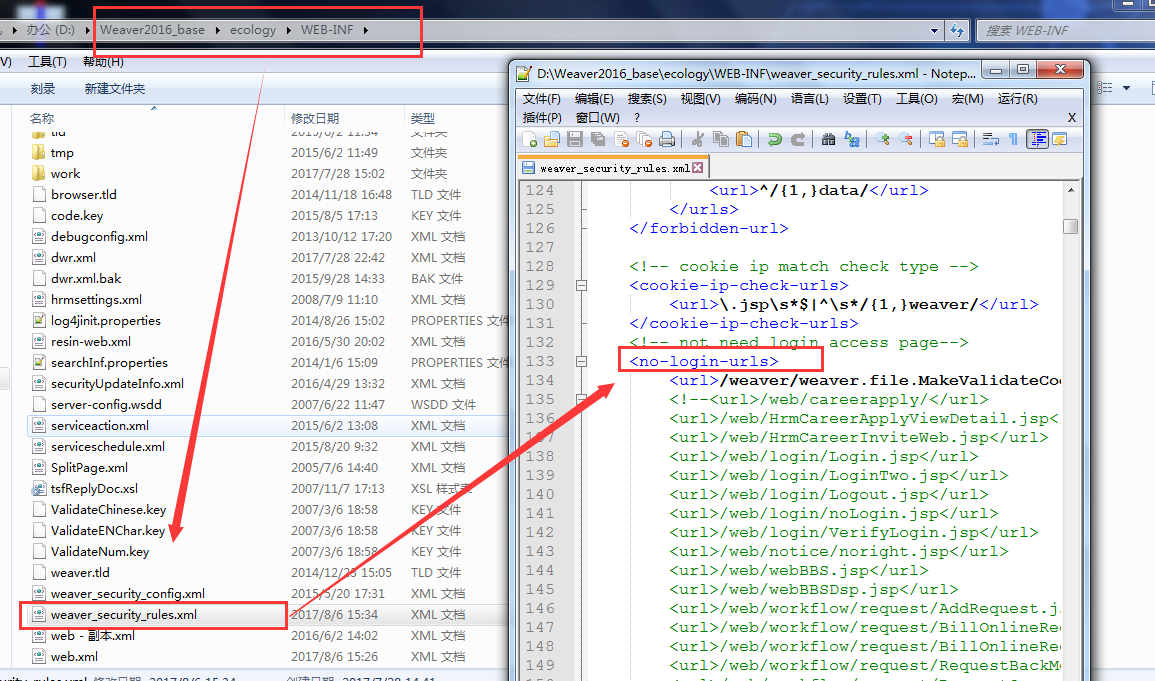 办公 (D:) Weaver2016_base ecology WEB-INF
搜索 WEB-INF
工具(T) 帮助(H)
刻录 新建文件夹
名称 修改日期 类型
tld 2015/6/2 11:54 文件夹
tmp 2015/6/2 11:49 文件夹
work 2017/7/28 15:02 文件夹
browser.tld 2014/11/18 16:48 TLD 文件
code.key 2015/8/5 17:13 KEY 文件
debugconfig.xml 2013/10/12 17:20 XML 文档
dwr.xml 2017/7/28 22:42 XML 文档
dwr.xml.bak 2015/9/28 14:33 BAK 文件
hrmsettings.xml 2008/7/9 11:10 XML 文档
log4jinit.properties 2014/8/26 15:02 PROPERTIES 文件
resin-web.xml 2016/5/30 20:02 XML 文档
searchInf.properties 2014/1/6 15:09 PROPERTIES 文件
securityUpdateInfo.xml 2016/4/29 13:32 XML 文档
server-config.wsdd 2007/6/22 11:47 WSDD 文件
serviceaction.xml 2015/6/2 13:08 XML 文档
serviceschedule.xml 2015/8/20 9:32 XML 文档
SplitPage.xml 2005/7/6 14:40 XML 文档
tsfReplyDoc.xsl 2007/11/7 17:13 XSL 样式表
ValidateChinese.key 2007/3/6 18:58 KEY 文件
ValidateENChar.key 2007/3/6 18:58 KEY 文件
ValidateNum.key 2007/3/6 18:58 KEY 文件
weaver.tld 2014/12/23 15:05 TLD 文件
weaver_security_config.xml 2015/5/20 17:31 XML 文档
weaver_security_rules.xml 2017/8/6 15:34 XML 文档
web - 副本.xml 2016/6/2 14:02 XML 文档
web.xml 2017/8/6 15:26 XML 文档
D:\Weaver2016_base\ecology\WEB-INF\weaver_security_rules.xml - Notep...
文件(F) 编辑(E) 搜索(S) 视图(V) 编码(N) 语言(L) 设置(T) 工具(O) 宏(M) 运行(R)
插件(P) 窗口(W) ? X
weaver_security_rules.xml
124 <url>^/{1,}data/</url>
125 </urls>
126 </forbidden-url>
127
128 <!-- cookie ip match check type -->
129 <cookie-ip-check-urls>
130 <url>\.jsp\s*$|^\s*/{1,}weaver/</url>
131 </cookie-ip-check-urls>
132 <!-- not need login access page-->
133 <no-login-urls>
134 <url>/weaver/weaver.file.MakeValidateCo
135 <!--<url>/web/careerapply/</url>
136 <url>/web/HrmCareerApplyViewDetail.jsp<
137 <url>/web/HrmCareerInviteWeb.jsp</url>
138 <url>/web/login/Login.jsp</url>
139 <url>/web/login/LoginTwo.jsp</url>
140 <url>/web/login/Logout.jsp</url>
141 <url>/web/login/noLogin.jsp</url>
142 <url>/web/login/VerifyLogin.jsp</url>
143 <url>/web/notice/noright.jsp</url>
144 <url>/web/webBBS.jsp</url>
145 <url>/web/webBBSDsp.jsp</url>
146 <url>/web/workflow/request/AddRequest.j
147 <url>/web/workflow/request/BillOnlineRe
148 <url>/web/workflow/request/BillOnlineRe
149 <url>/web/workflow/request/RequestBackM